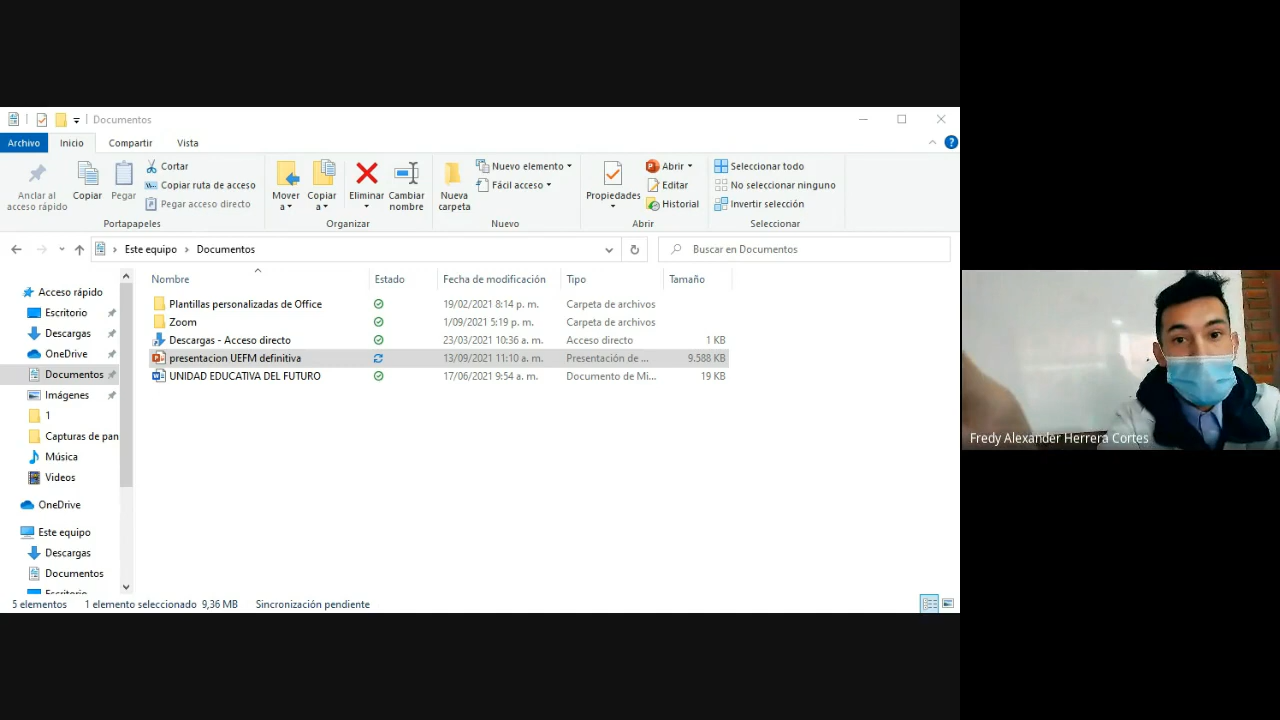 Documentos
Archivo Inicio Compartir Vista
Anclar al acceso rápido
Copiar
Pegar
Cortar
Copiar ruta de acceso
Pegar acceso directo
Portapapeles
Mover a
Copiar a
Eliminar
Cambiar nombre
Organizar
Nueva carpeta
Nuevo elemento
Fácil acceso
Nuevo
Propiedades
Abrir
Editar
Historial
Abrir
Seleccionar todo
No seleccionar ninguno
Invertir selección
Seleccionar
Este equipo > Documentos
Buscar en Documentos
Acceso rápido
Escritorio
Descargas
OneDrive
Documentos
Imágenes
1
Capturas de pan
Música
Videos
OneDrive
Este equipo
Descargas
Documentos
Escritorio
Nombre Estado Fecha de modificación Tipo Tamaño
Plantillas personalizadas de Office 19/02/2021 8:14 p. m. Carpeta de archivos
Zoom 1/09/2021 5:19 p. m. Carpeta de archivos
Descargas - Acceso directo 23/03/2021 10:36 a. m. Acceso directo 1 KB
presentacion UEFM definitiva 13/09/2021 11:10 a. m. Presentación de ... 9.588 KB
UNIDAD EDUCATIVA DEL FUTURO 17/06/2021 9:54 a. m. Documento de Mi... 19 KB
5 elementos 1 elemento seleccionado 9,36 MB Sincronización pendiente
Fredy Alexander Herrera Cortes